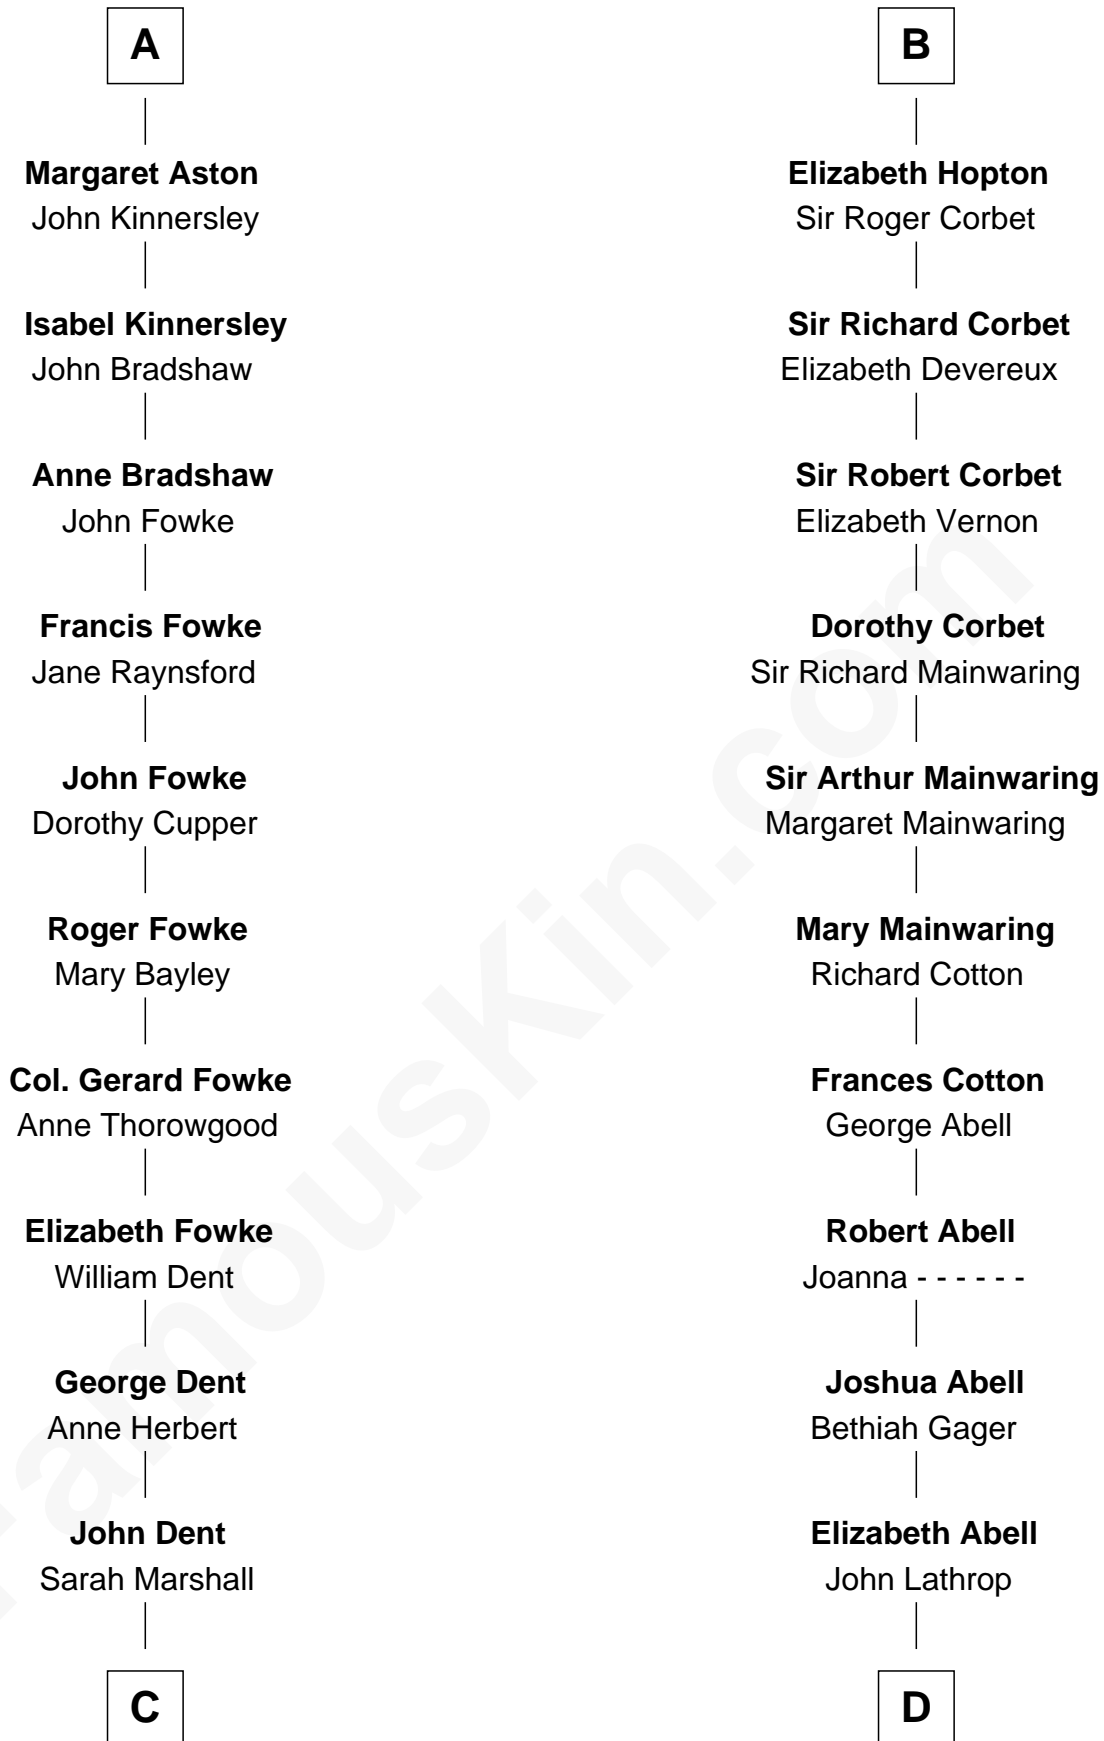 A
Margaret Aston
John Kinnersley
Isabel Kinnersley
John Bradshaw
Anne Bradshaw
John Fowke
Francis Fowke
Jane Raynsford
John Fowke
Dorothy Cupper
Roger Fowke
Mary Bayley
Col. Gerard Fowke
Anne Thorowgood
Elizabeth Fowke
William Dent
George Dent
Anne Herbert
John Dent
Sarah Marshall
C
B
Elizabeth Hopton
Sir Roger Corbet
Sir Richard Corbet
Elizabeth Devereux
Sir Robert Corbet
Elizabeth Vernon
Dorothy Corbet
Sir Richard Mainwaring
Sir Arthur Mainwaring
Margaret Mainwaring
Mary Mainwaring
Richard Cotton
Frances Cotton
George Abell
Robert Abell
Joanna - - - - - -
Joshua Abell
Bethiah Gager
Elizabeth Abell
John Lathrop
D
FamousKin.com